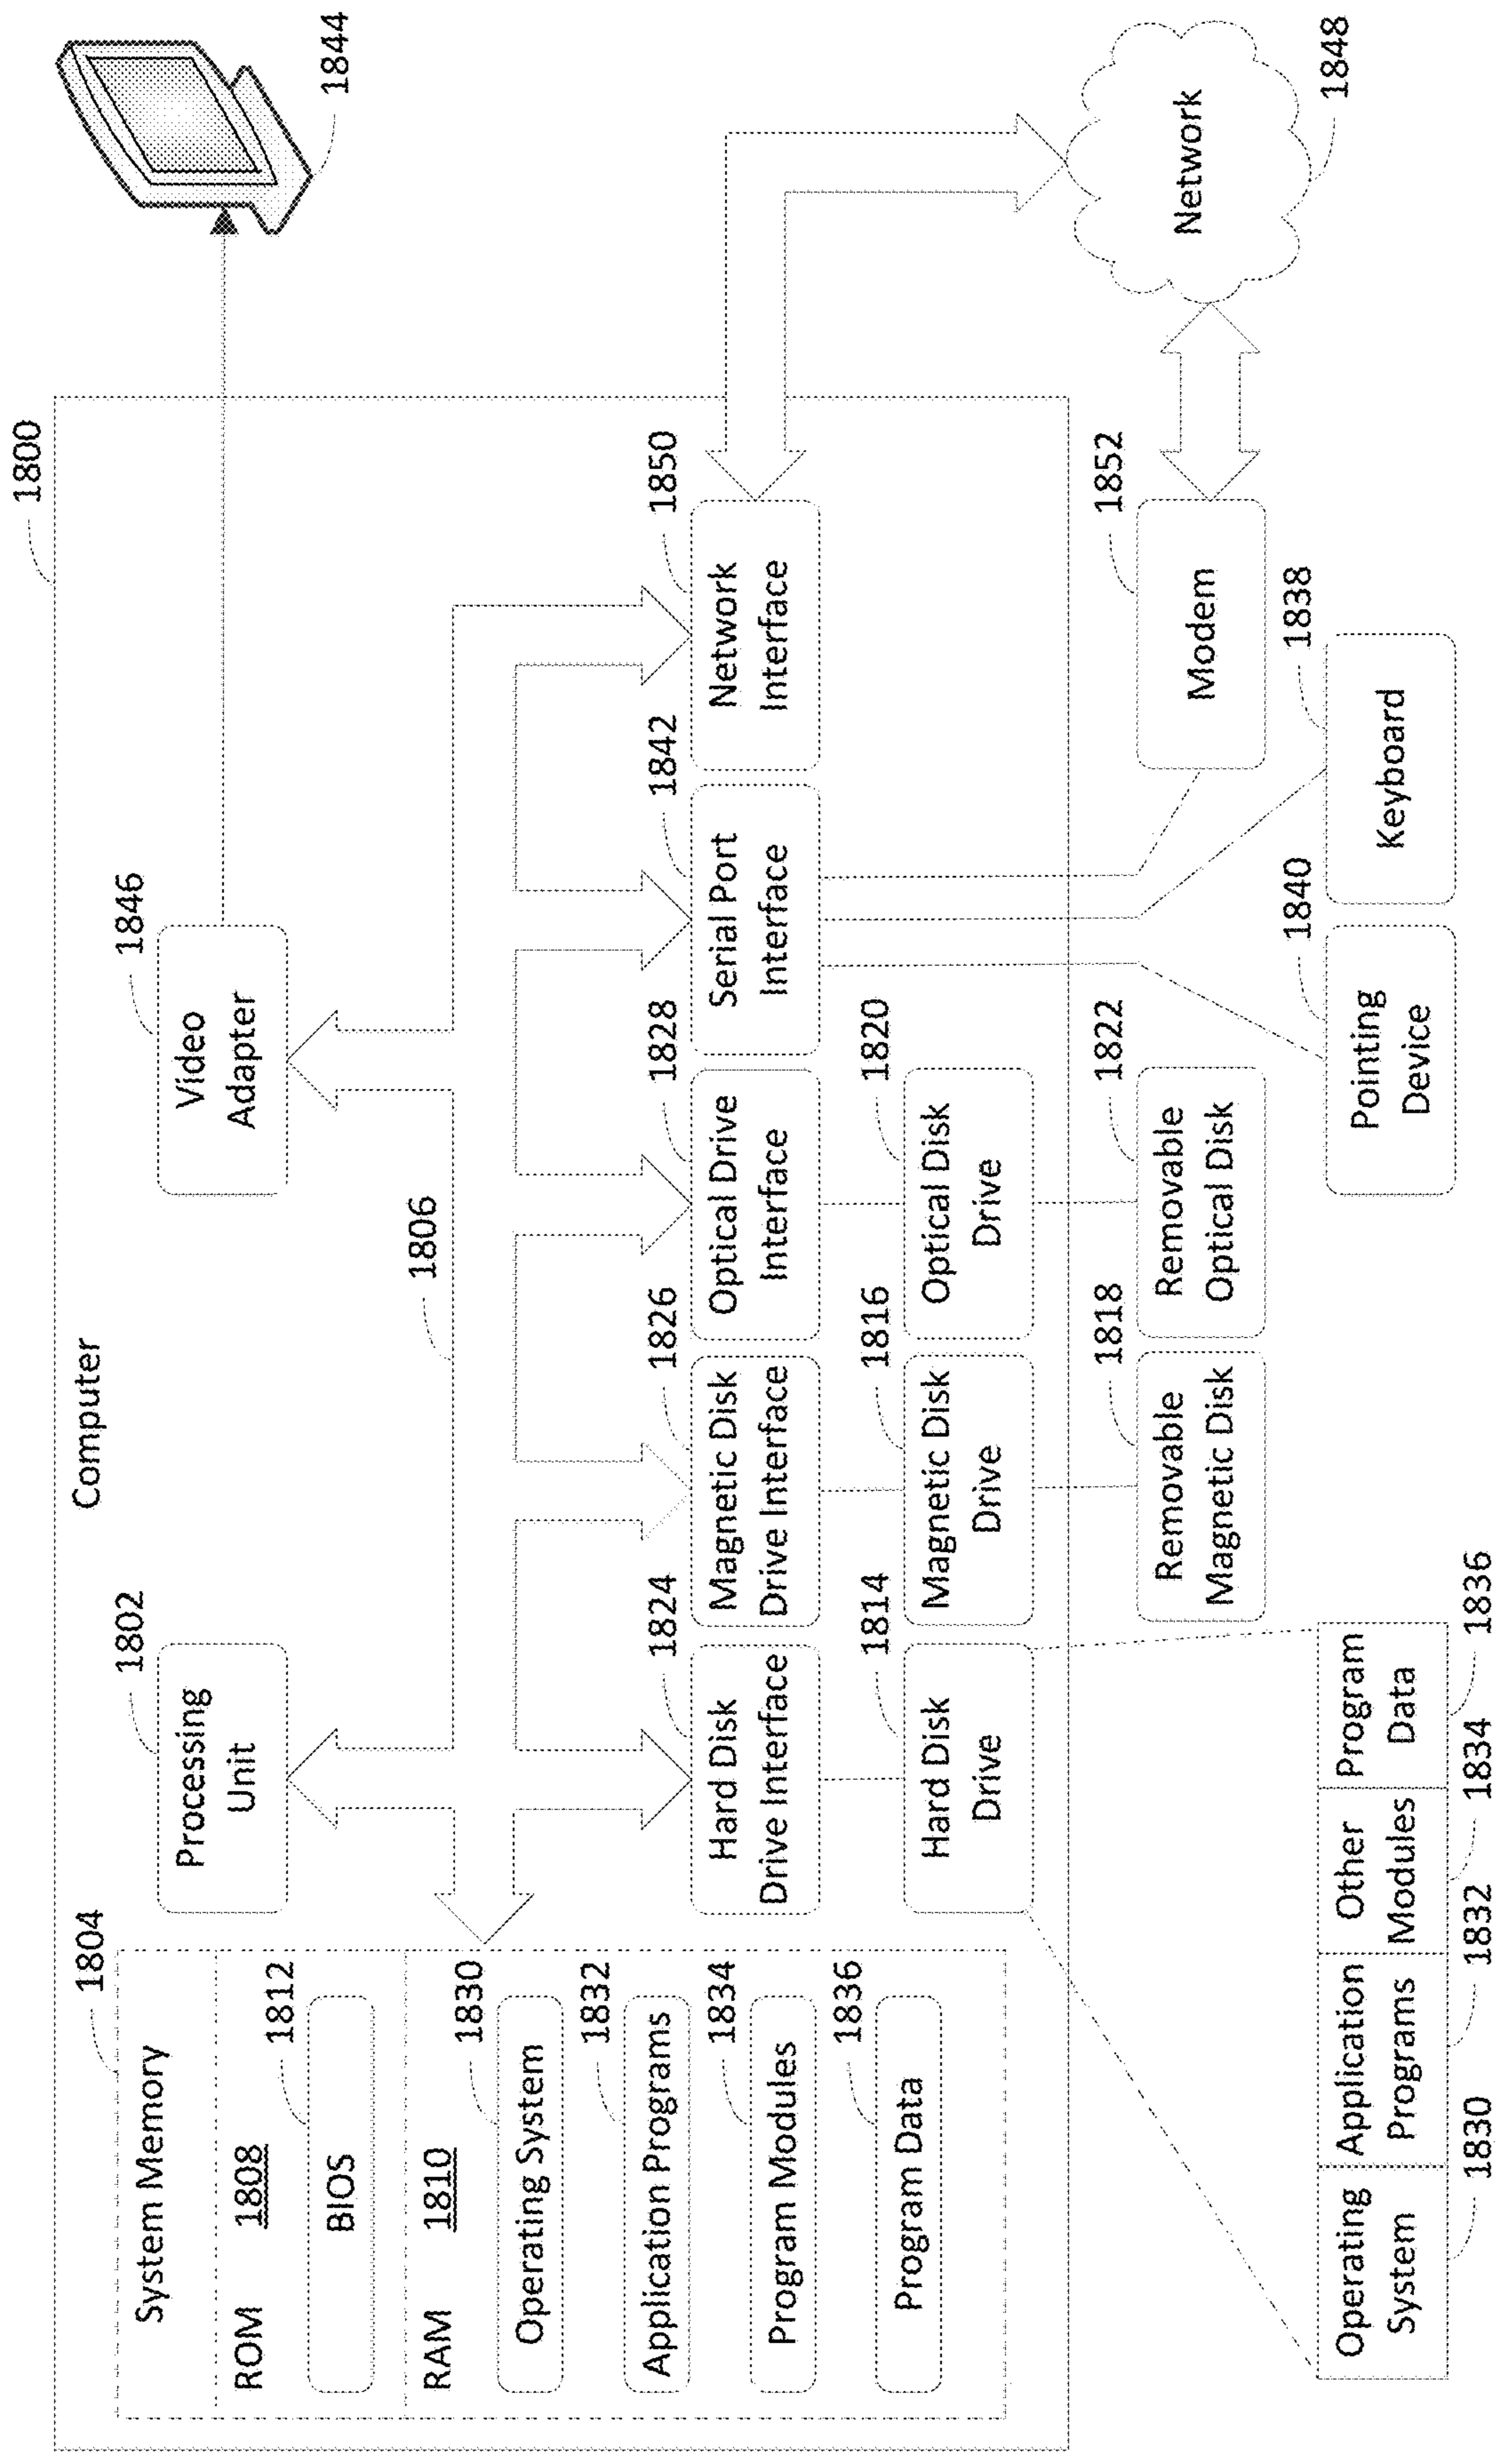 1800
Computer
1804
System Memory
ROM 1808
1812
BIOS
RAM 1810
1830
Operating System
1832
Application Programs
1834
Program Modules
1836
Program Data
1802
Processing
Unit
1846
Video
Adapter
1844
1806
1824
Hard Disk
Drive Interface
1826
Magnetic Disk
Drive Interface
1828
Optical Drive
Interface
1842
Serial Port
Interface
1850
Network
Interface
1814
Hard Disk
Drive
1816
Magnetic Disk
Drive
1820
Optical Disk
Drive
1818
Removable
Magnetic Disk
1822
Removable
Optical Disk
1852
Modem
Network
1848
1840
Pointing
Device
1838
Keyboard
Operating
System
1830
Application
Programs
1832
Other
Modules
1834
Program
Data
1836